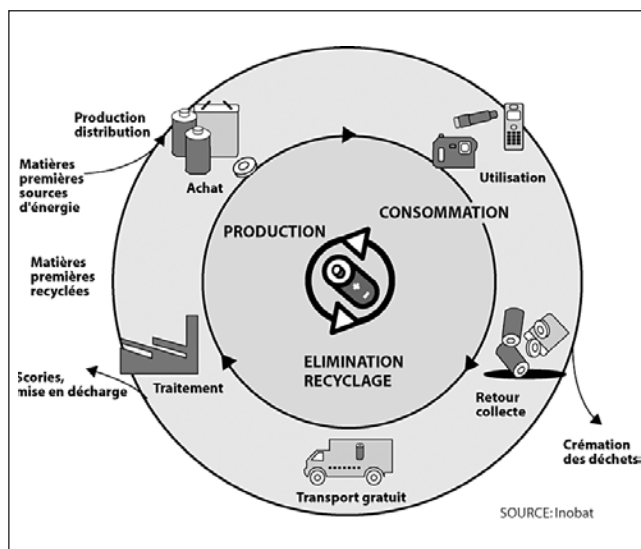 Production
distribution
Matières
premières
sources
d'énergie
Achat
Utilisation
CONSOMMATION
PRODUCTION
Matières
premières
recyclées
ELIMINATION
RECYCLAGE
Scories,
mise en décharge
Traitement
Retour
collecte
Crémation
des déchets
Transport gratuit
SOURCE: Inobat